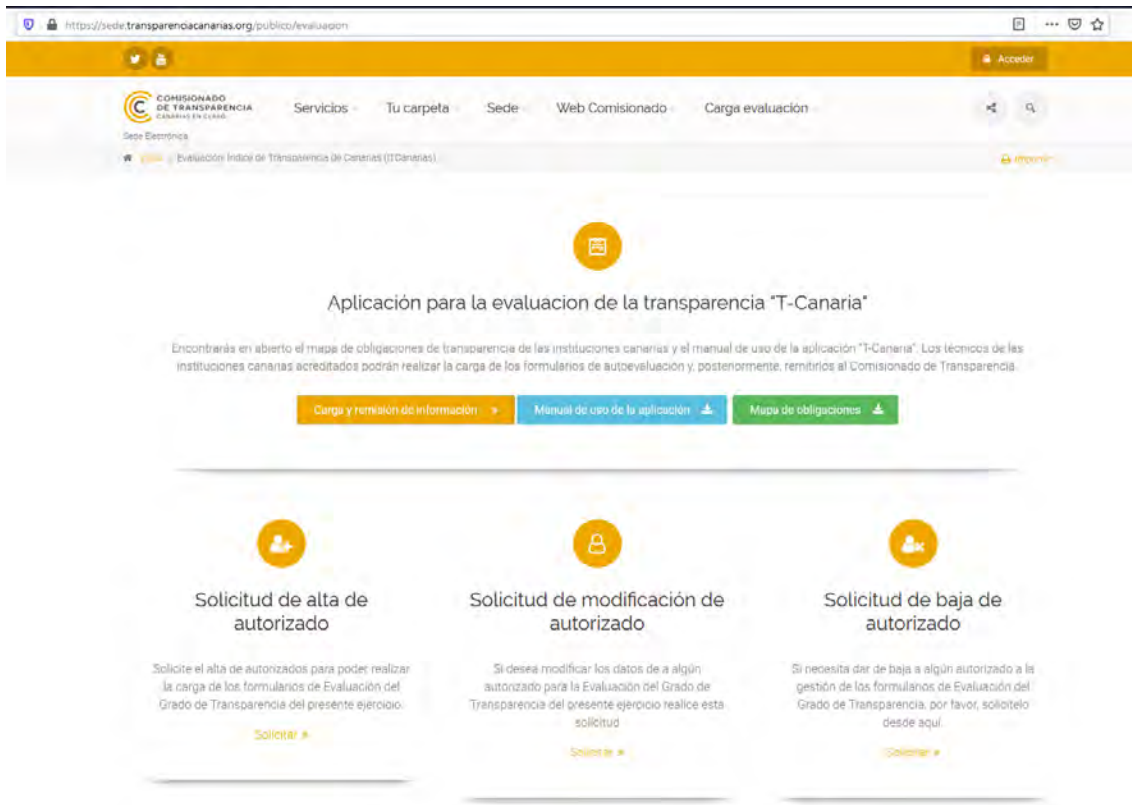 https://sede.transparenciacanarias.org/publico/evaluacion
Acceder
COMISIONADO
DE TRANSPARENCIA
CANARIAS EN CLARO
Servicios
Tu carpeta
Sede
Web Comisionado
Carga evaluación
Sede Electrónica
Evaluación Índice de Transparencia de Canarias (ITCanarias)
Imprimir
Aplicación para la evaluacion de la transparencia "T-Canaria"
Encontrarás en abierto el mapa de obligaciones de transparencia de las instituciones canarias y el manual de uso de la aplicación "T-Canaria". Los técnicos de las
instituciones canarias acreditados podrán realizar la carga de los formularios de autoevaluación y, posteriormente, remitirlos al Comisionado de Transparencia.
Carga y remisión de información »
Manual de uso de la aplicación
Mapa de obligaciones
Solicitud de alta de
autorizado
Solicite el alta de autorizados para poder realizar
la carga de los formularios de Evaluación del
Grado de Transparencia del presente ejercicio.
Solicitar »
Solicitud de modificación de
autorizado
Si desea modificar los datos de a algún
autorizado para la Evaluación del Grado de
Transparencia del presente ejercicio realice esta
solicitud
Solicitar »
Solicitud de baja de
autorizado
Si necesita dar de baja a algún autorizado a la
gestión de los formularios de Evaluación del
Grado de Transparencia, por favor, solicítelo
desde aquí.
Solicitar »